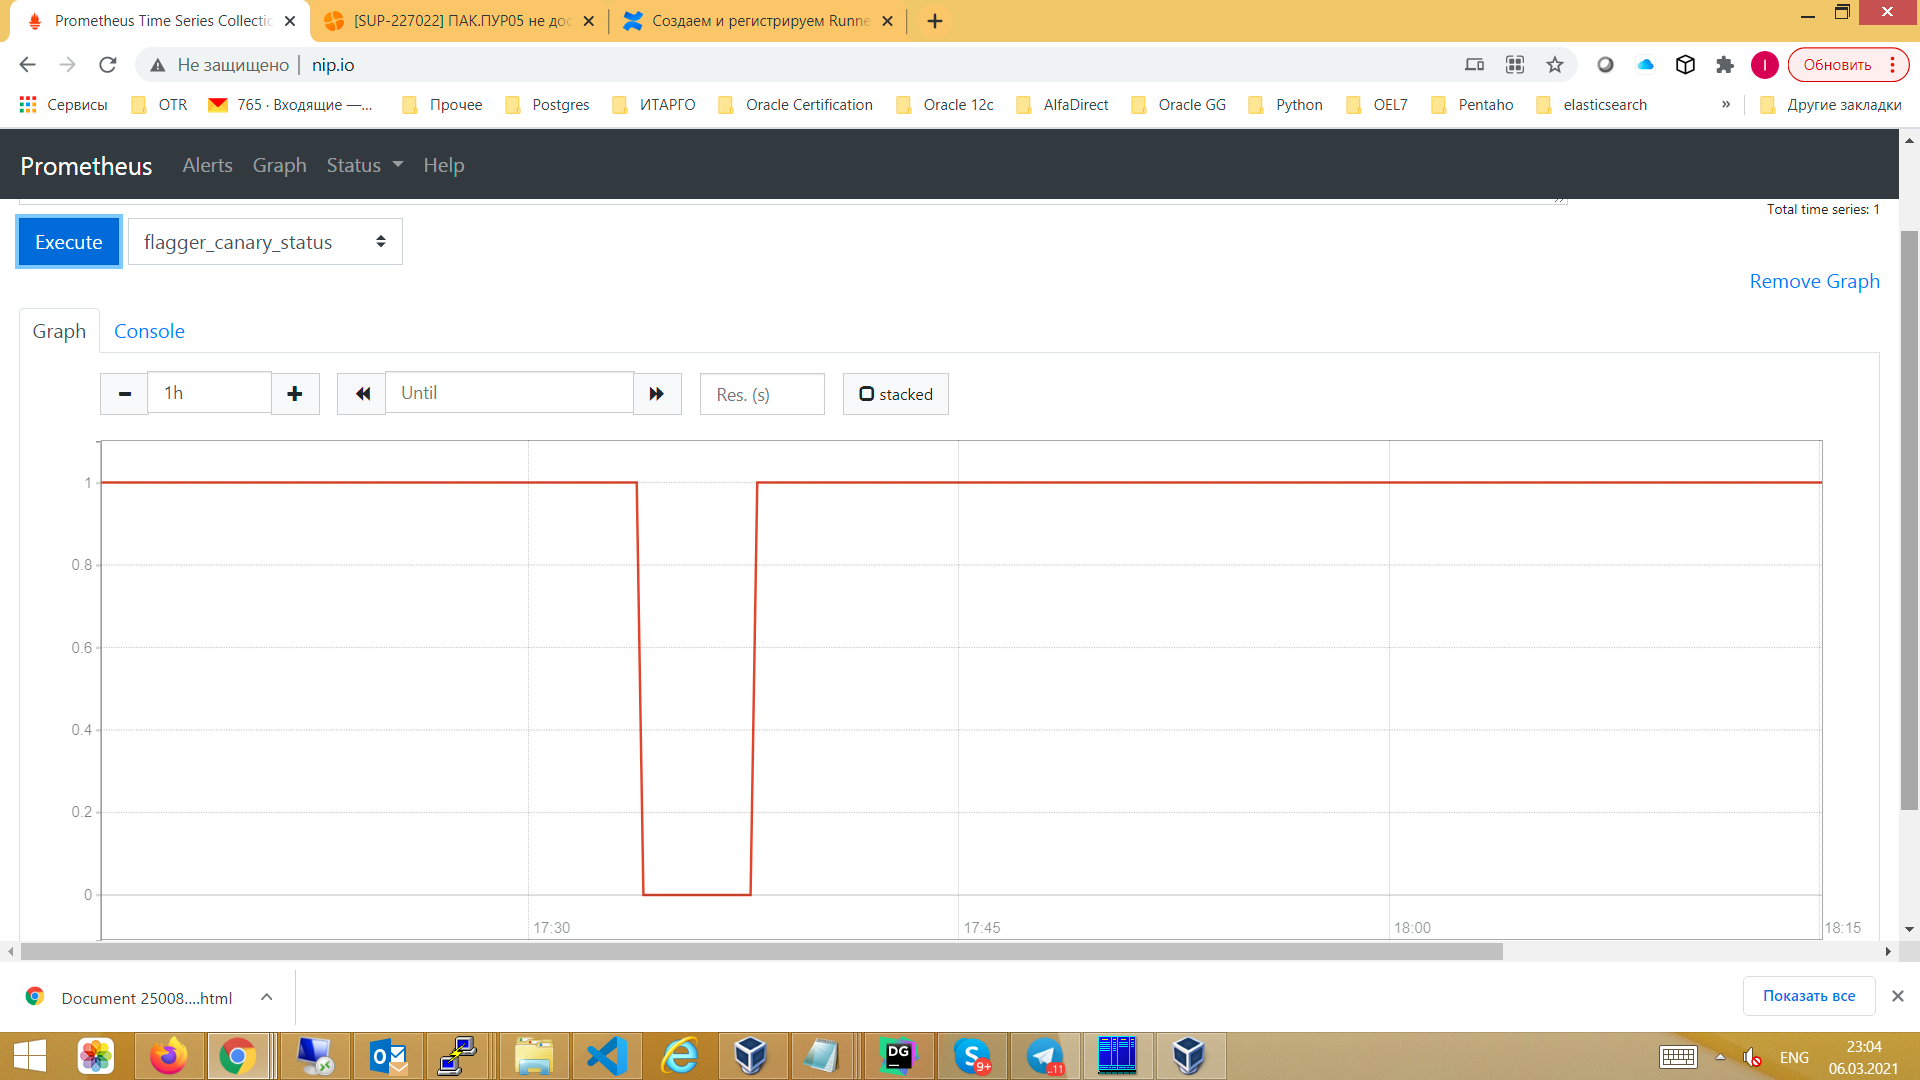 Prometheus Time Series Collectic
[SUP-227022] ПАК.ПУР05 не дос
Создаем и регистрируем Runne
Не защищено | nip.io
Обновить
Сервисы OTR 765 · Входящие —... Прочее Postgres ИТАРГО Oracle Certification Oracle 12c AlfaDirect Oracle GG Python OEL7 Pentaho elasticsearch » Другие закладки
Prometheus Alerts Graph Status Help
Total time series: 1
Execute flagger_canary_status
Remove Graph
Graph Console
1h Until Res. (s) stacked
1
0.8
0.6
0.4
0.2
0
17:30 17:45 18:00 18:15
Document 25008....html
Показать все
DG
9+
..11
ENG
23:04
06.03.2021